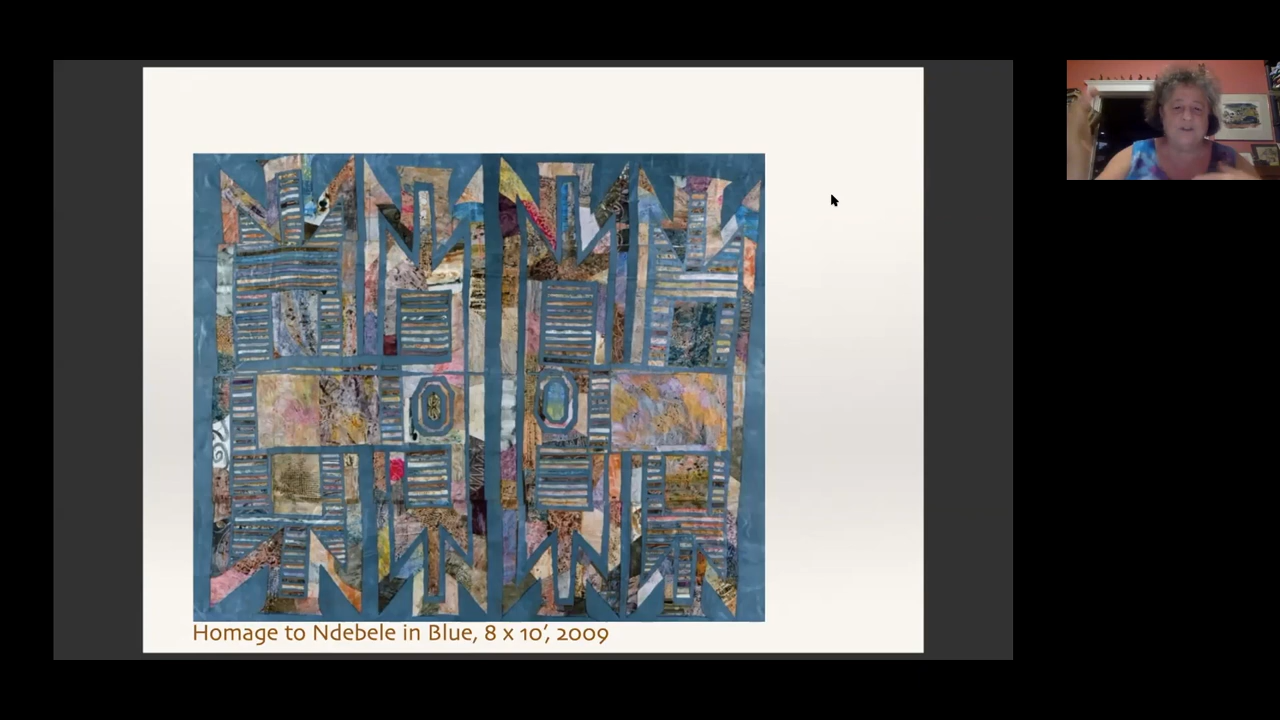 Homage to Ndebele in Blue, 8 x 10’, 2009